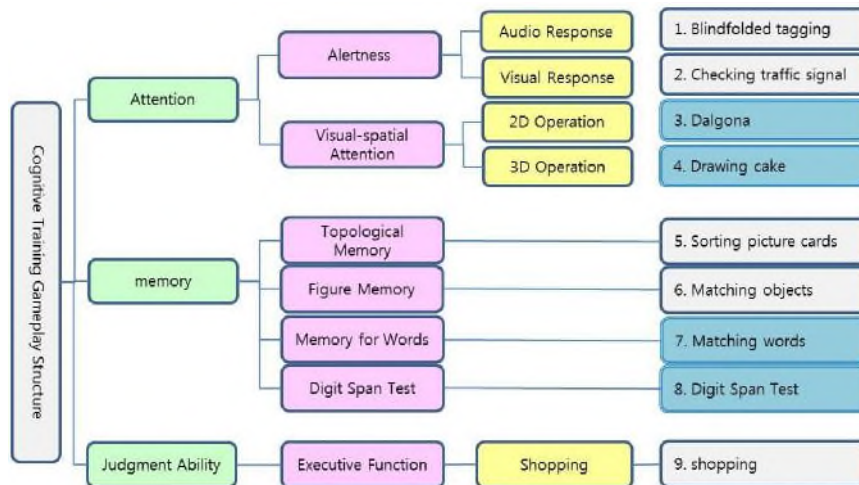 Cognitive Training Gameplay Structure
Attention
Alertness
Audio Response
1. Blindfolded tagging
Visual Response
2. Checking traffic signal
Visual-spatial
Attention
2D Operation
3. Dalgona
3D Operation
4. Drawing cake
memory
Topological
Memory
5. Sorting picture cards
Figure Memory
6. Matching objects
Memory for Words
7. Matching words
Digit Span Test
8. Digit Span Test
Judgment Ability
Executive Function
Shopping
9. shopping